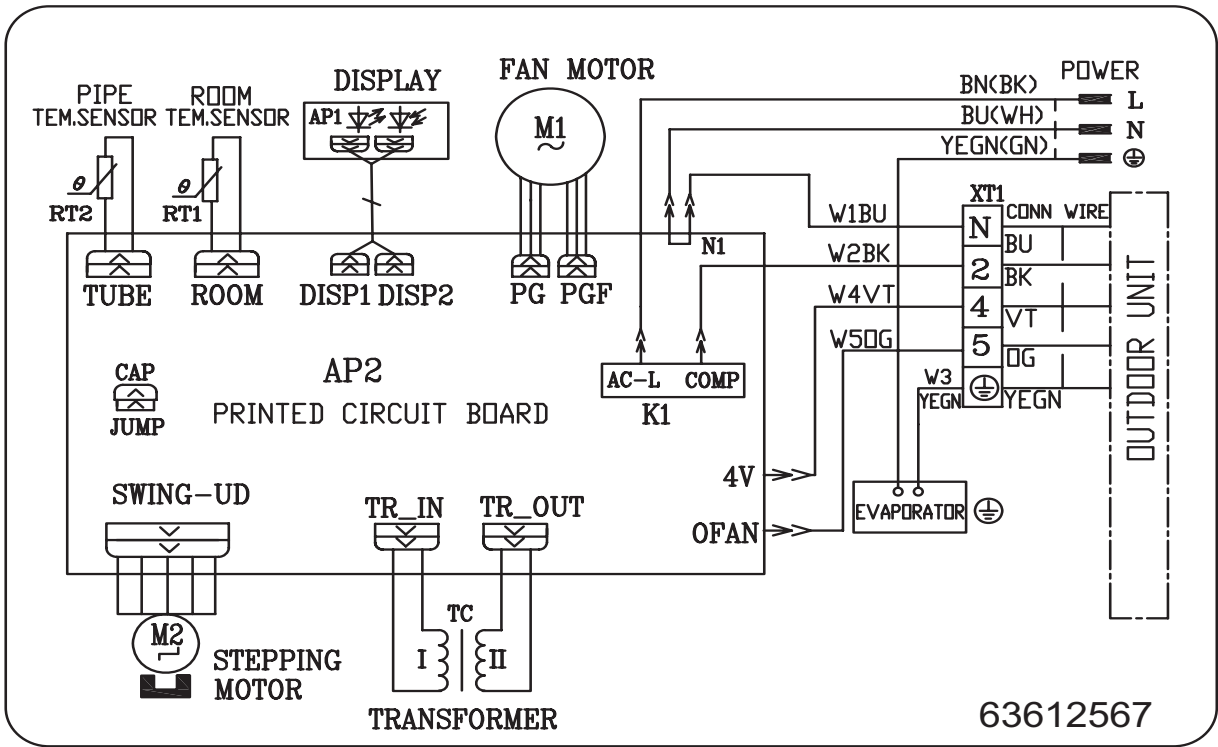 PIPE
TEM.SENSOR
ROOM
TEM.SENSOR
DISPLAY
AP1
FAN MOTOR
M1
~
POWER
BN(BK)
L
BU(WH)
N
YEGN(GN)
θ
RT2
θ
RT1
XT1
W1BU
N
CONN WIRE
BU
N1
W2BK
2
BK
W4VT
4
VT
W5OG
5
OG
W3
YEGN
YEGN
OUTDOOR UNIT
TUBE
ROOM
DISP1
DISP2
PG
PGF
AC-L
COMP
K1
CAP
JUMP
AP2
PRINTED CIRCUIT BOARD
4V
OFAN
EVAPORATOR
SWING-UD
TR_IN
TR_OUT
M2
STEPPING
MOTOR
TC
I
II
TRANSFORMER
63612567